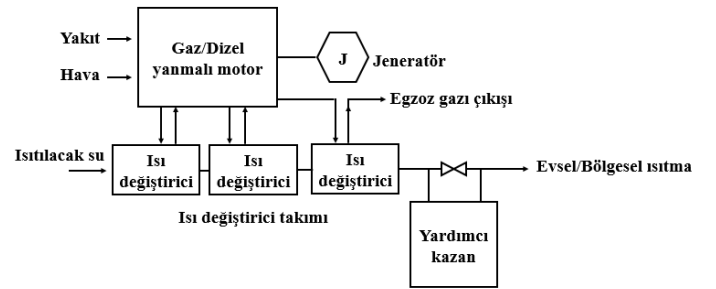 Yakıt
Hava
Gaz/Dizel
yanmalı motor
J
Jeneratör
Egzoz gazı çıkışı
Isıtılacak su
Isı
değiştirici
Isı
değiştirici
Isı
değiştirici
Evsel/Bölgesel ısıtma
Isı değiştirici takımı
Yardımcı
kazan